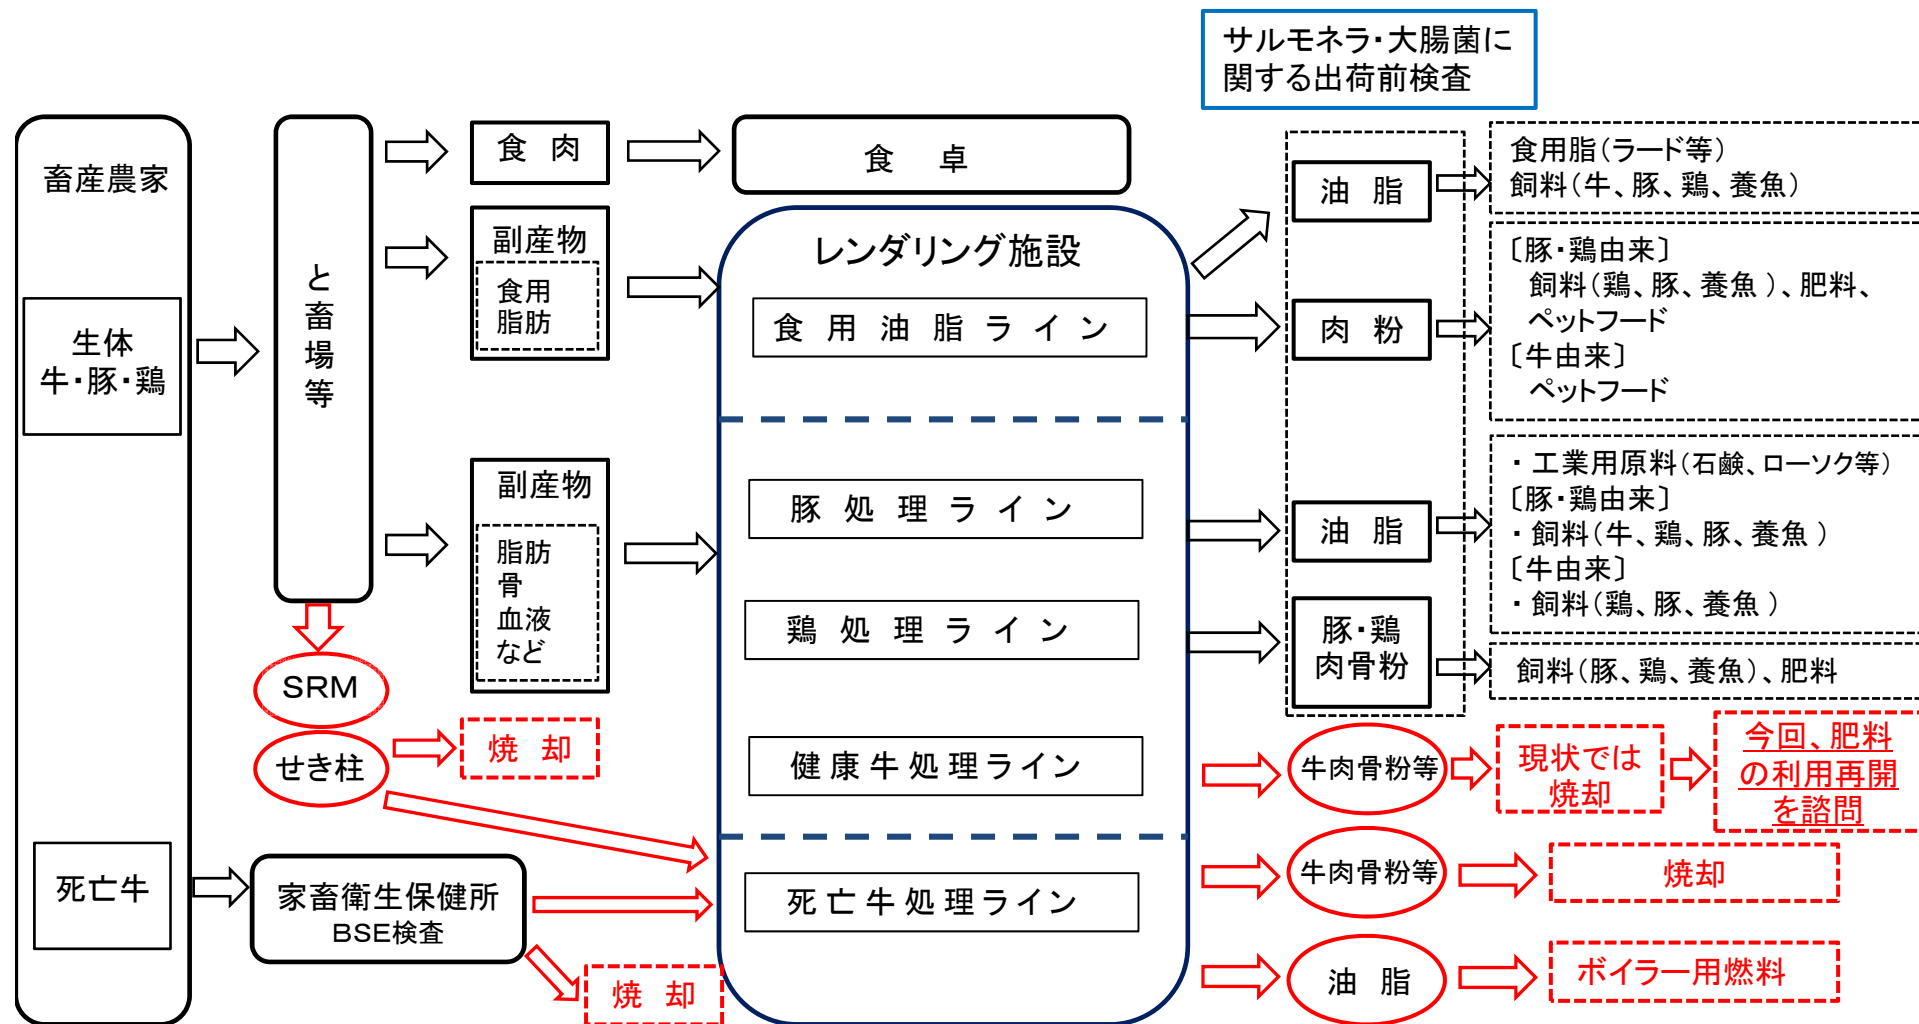 サルモネラ・大腸菌に
関する出荷前検査
畜産農家
生体
牛・豚・鶏
死亡牛
と畜場等
食 肉
食 卓
副産物
食用
脂肪
副産物
脂肪
骨
血液
など
SRM
せき柱
焼 却
家畜衛生保健所
BSE検査
焼 却
レンダリング施設
食用油脂ライン
豚処理ライン
鶏処理ライン
健康牛処理ライン
死亡牛処理ライン
油 脂
肉 粉
油 脂
豚・鶏
肉骨粉
牛肉骨粉等
牛肉骨粉等
油 脂
食用脂（ラード等）
飼料（牛、豚、鶏、養魚）
〔豚・鶏由来〕
飼料（鶏、豚、養魚）、肥料、
ペットフード
〔牛由来〕
ペットフード
・工業用原料（石鹸、ローソク等）
〔豚・鶏由来〕
・飼料（牛、鶏、豚、養魚）
〔牛由来〕
・飼料（鶏、豚、養魚）
飼料（豚、鶏、養魚）、肥料
現状では
焼却
今回、肥料
の利用再開
を諮問
焼却
ボイラー用燃料